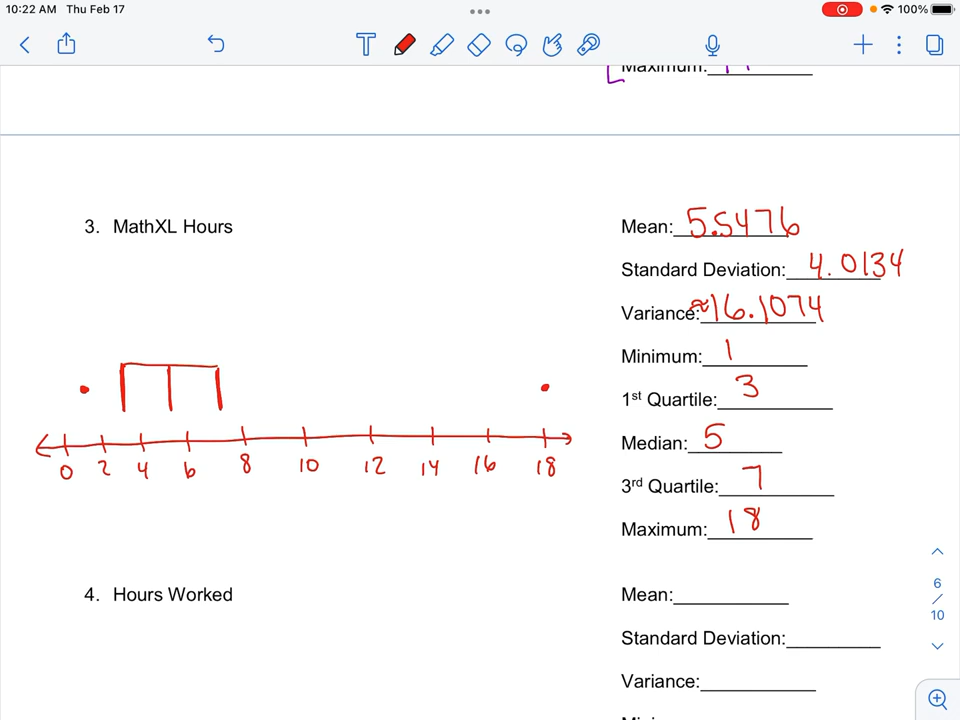 10:22 AM Thu Feb 17
100%
T
Maximum:
3. MathXL Hours
Mean: 5.5476
Standard Deviation: 4.0134
Variance: ≈16.1074
Minimum: 1
1st Quartile: 3
Median: 5
3rd Quartile: 7
Maximum: 18
0 2 4 6 8 10 12 14 16 18
4. Hours Worked
Mean:
Standard Deviation:
Variance:
6
/
10